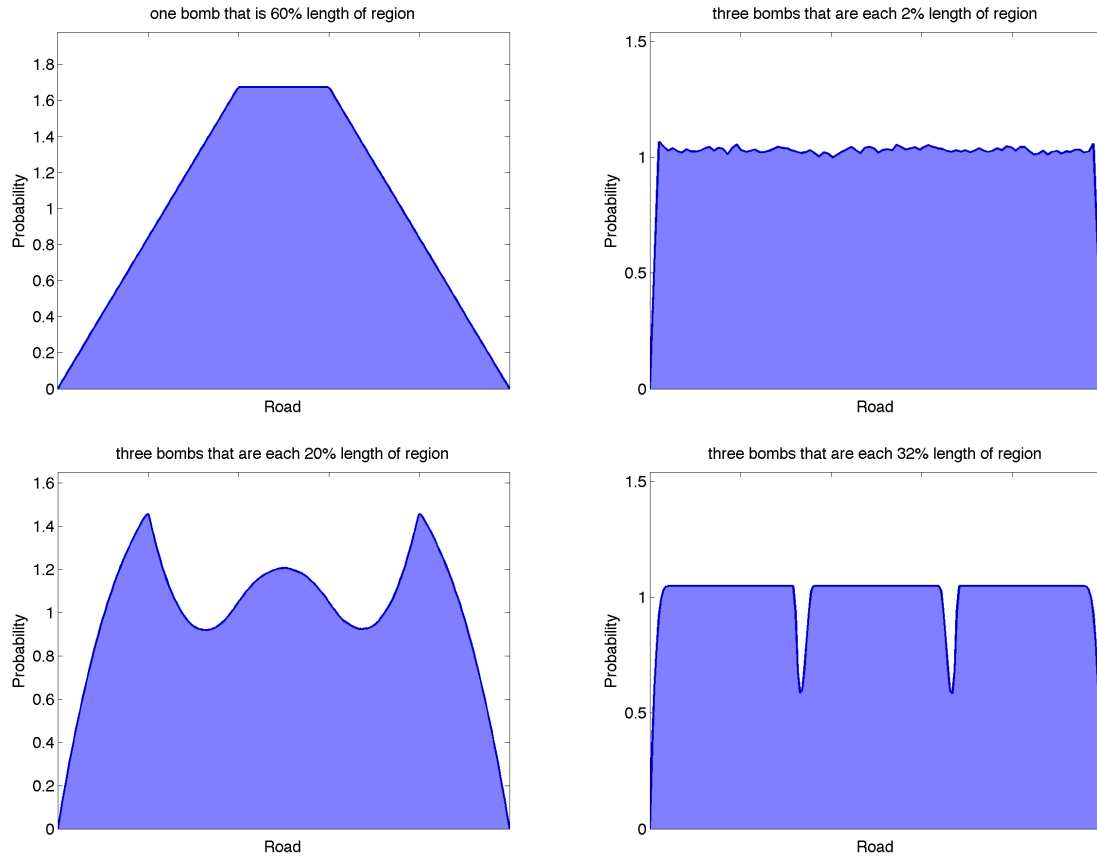 one bomb that is 60% length of region
1.8
1.6
1.4
1.2
1
0.8
0.6
0.4
0.2
0
Probability
Road
three bombs that are each 2% length of region
1.5
1
0.5
0
Probability
Road
three bombs that are each 20% length of region
1.6
1.4
1.2
1
0.8
0.6
0.4
0.2
0
Probability
Road
three bombs that are each 32% length of region
1.5
1
0.5
0
Probability
Road